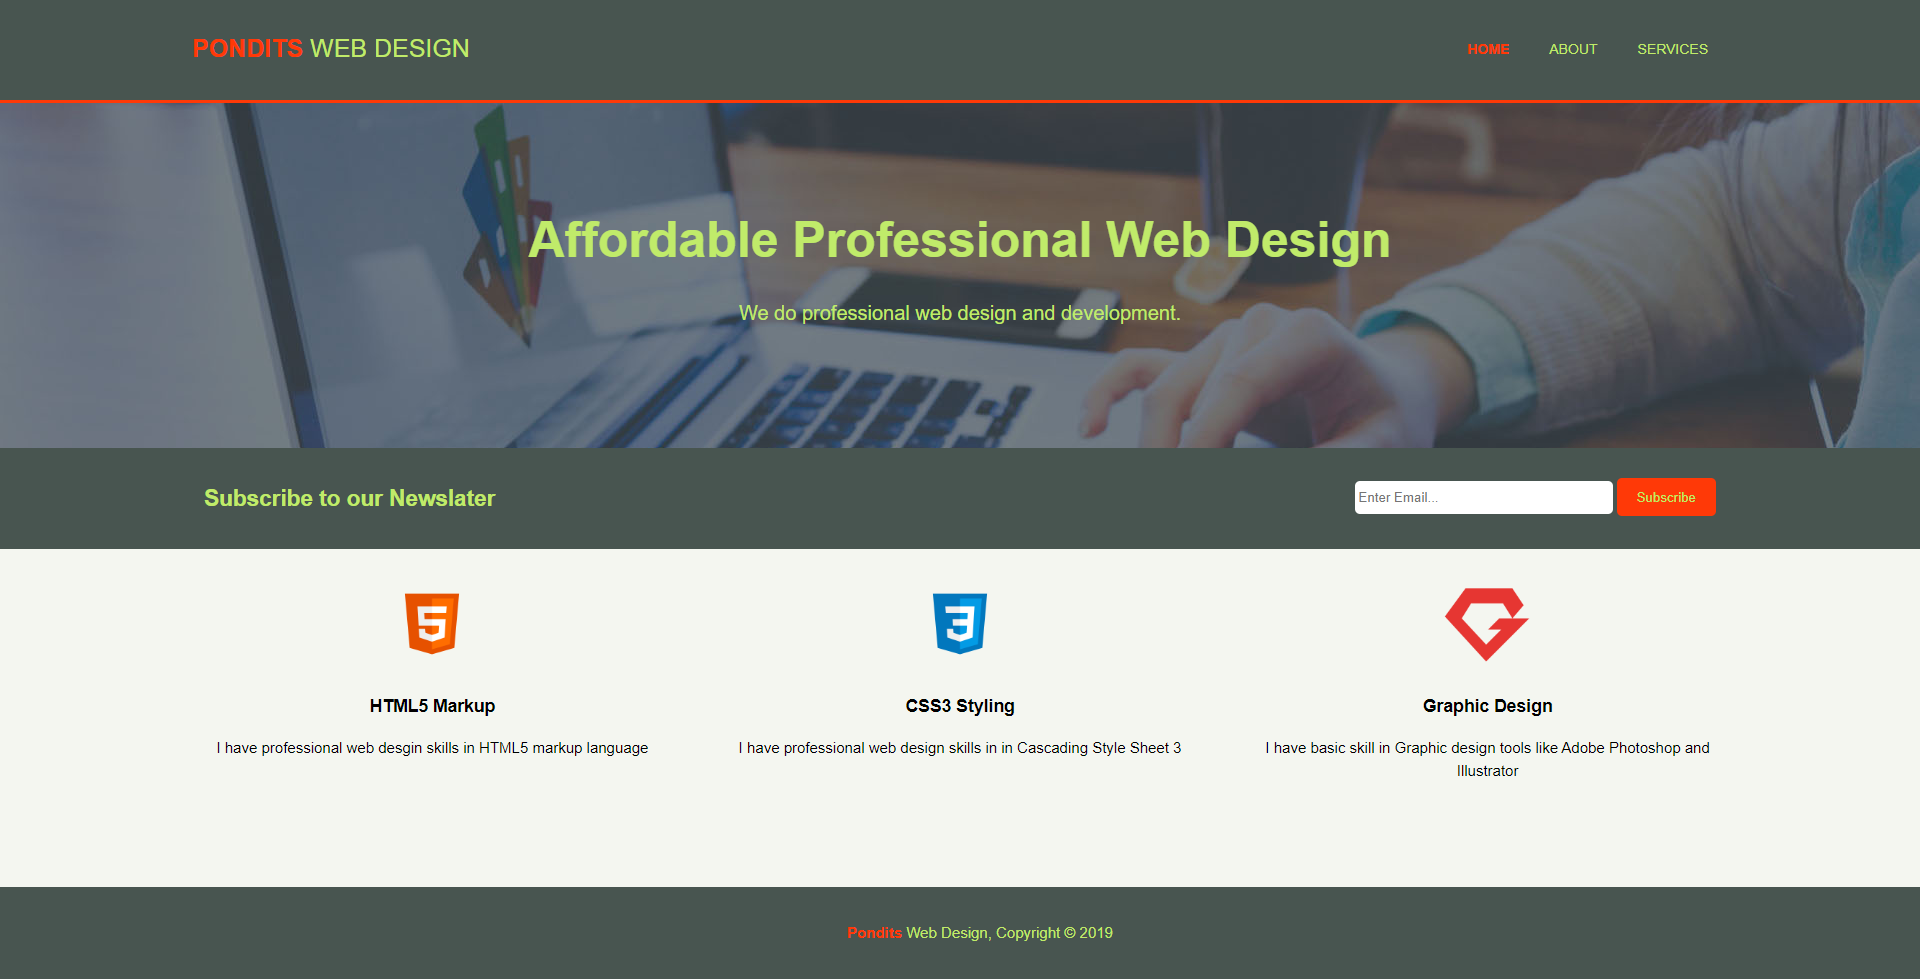 PONDITS WEB DESIGN
HOME ABOUT SERVICES
Affordable Professional Web Design
We do professional web design and development.
Subscribe to our Newslater
Enter Email... Subscribe
5
3
HTML5 Markup
I have professional web desgin skills in HTML5 markup language
CSS3 Styling
I have professional web design skills in in Cascading Style Sheet 3
Graphic Design
I have basic skill in Graphic design tools like Adobe Photoshop and
Illustrator
Pondits Web Design, Copyright © 2019